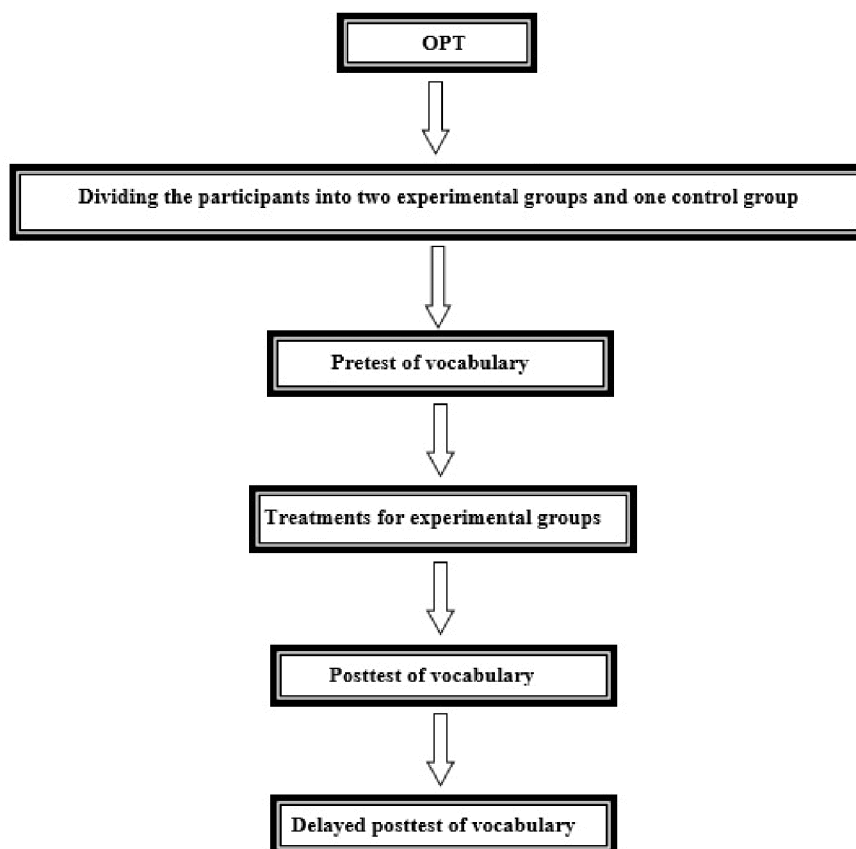 OPT
Dividing the participants into two experimental groups and one control group
Pretest of vocabulary
Treatments for experimental groups
Posttest of vocabulary
Delayed posttest of vocabulary